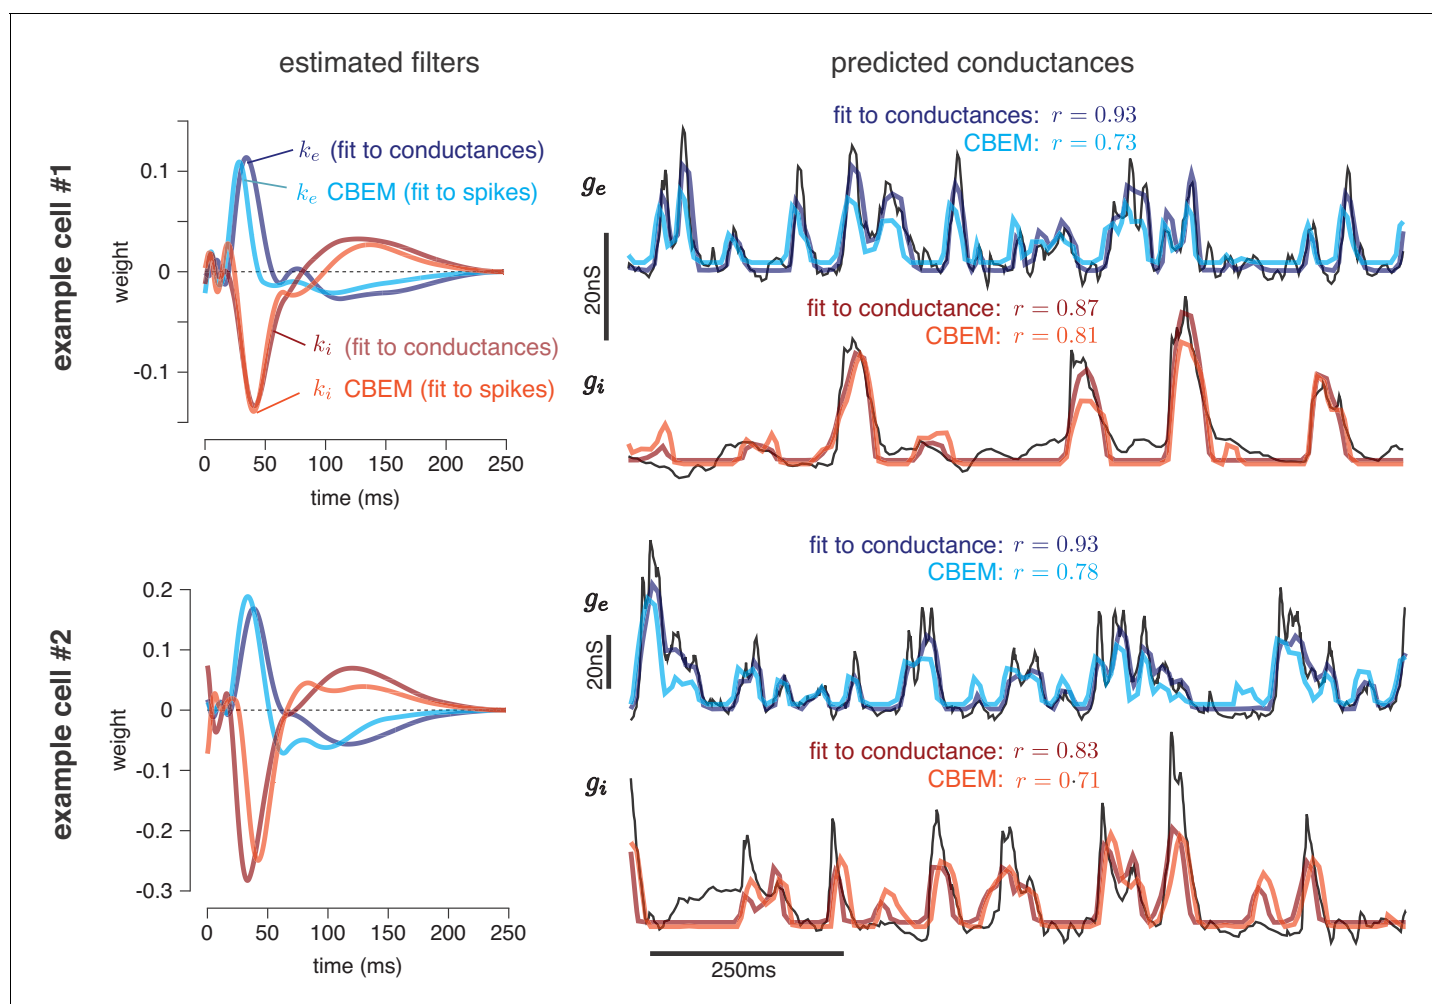 estimated filters
predicted conductances
example cell #1
0.1
0
-0.1
weight
k_e (fit to conductances)
k_e CBEM (fit to spikes)
k_i (fit to conductances)
k_i CBEM (fit to spikes)
0 50 100 150 200 250
time (ms)
fit to conductances: r = 0.93
CBEM: r = 0.73
g_e
20nS
fit to conductance: r = 0.87
CBEM: r = 0.81
g_i
example cell #2
0.2
0.1
0
-0.1
-0.2
-0.3
weight
0 50 100 150 200 250
time (ms)
fit to conductance: r = 0.93
CBEM: r = 0.78
g_e
20nS
fit to conductance: r = 0.83
CBEM: r = 0·71
g_i
250ms